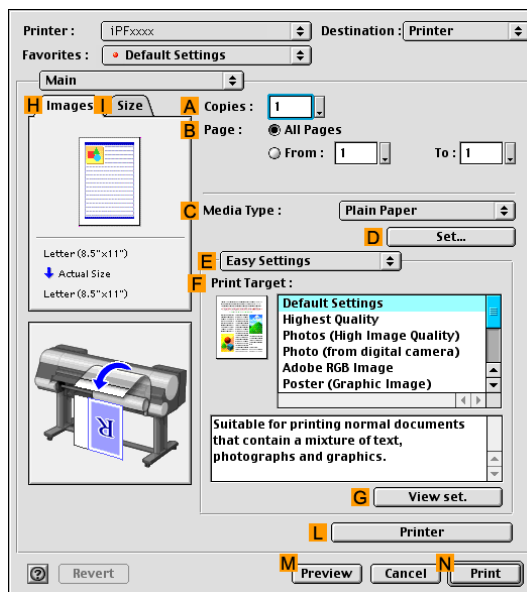 Printer : iPFxxxx Destination : Printer
Favorites : Default Settings
Main
H Images I Size
A Copies : 1
B Page : All Pages
From : 1 To : 1
C Media Type : Plain Paper
D Set...
Letter (8.5"x11")
Actual Size
Letter (8.5"x11")
E Easy Settings
F Print Target :
Default Settings
Highest Quality
Photos (High Image Quality)
Photo (from digital camera)
Adobe RGB Image
Poster (Graphic Image)
R
Suitable for printing normal documents
that contain a mixture of text,
photographs and graphics.
G View set.
L Printer
? Revert M Preview Cancel N Print